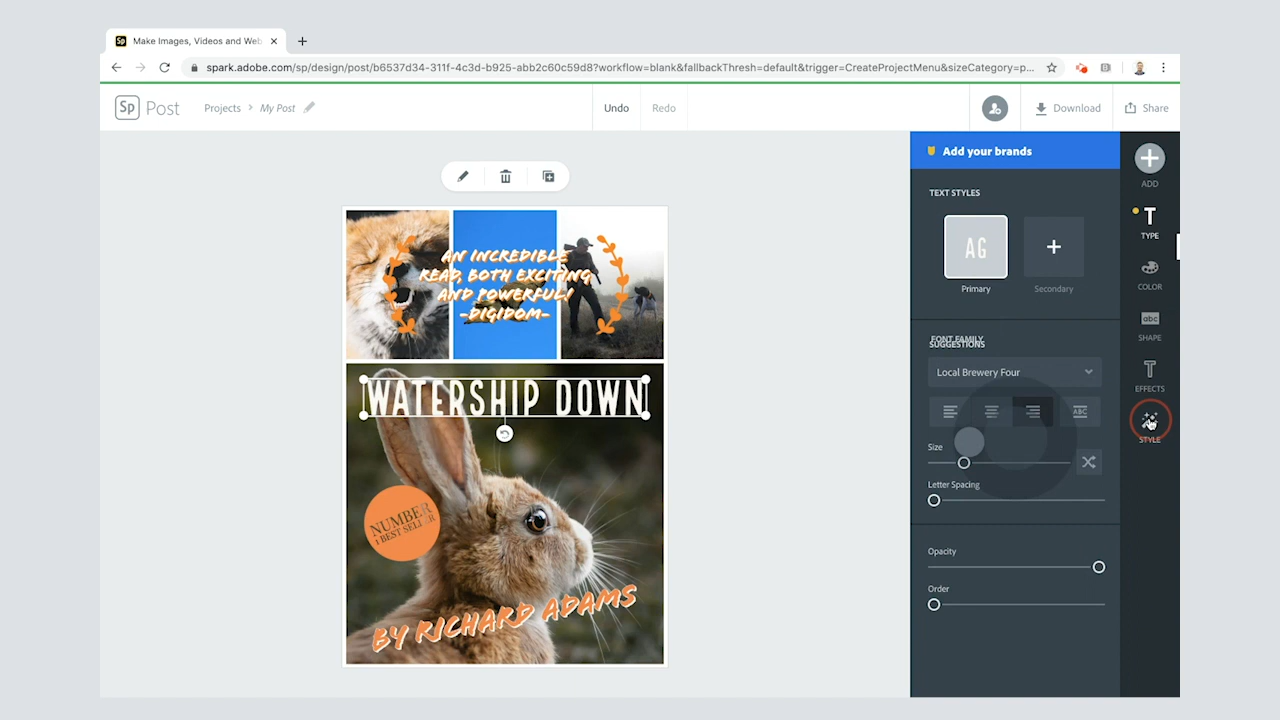 Sp Make Images, Videos and Web
spark.adobe.com/sp/design/post/b6537d34-311f-4c3d-b925-abb2c60c59d8?workflow=blank&fallbackThresh=default&trigger=CreateProjectMenu&sizeCategory=p...
Sp Post Projects > My Post Undo Redo Download Share
Add your brands
TEXT STYLES
AG +
Primary Secondary
FONT FAMILY
SUGGESTIONS
Local Brewery Four
ABC
Size
Letter Spacing
Opacity
Order
ADD
T
TYPE
COLOR
abc
SHAPE
T
EFFECTS
STYLE
AN INCREDIBLE
READ, BOTH EXCITING
AND POWERFUL!
-DIGIDOM-
WATERSHIP DOWN
NUMBER
1 BEST SELLER
BY RICHARD ADAMS